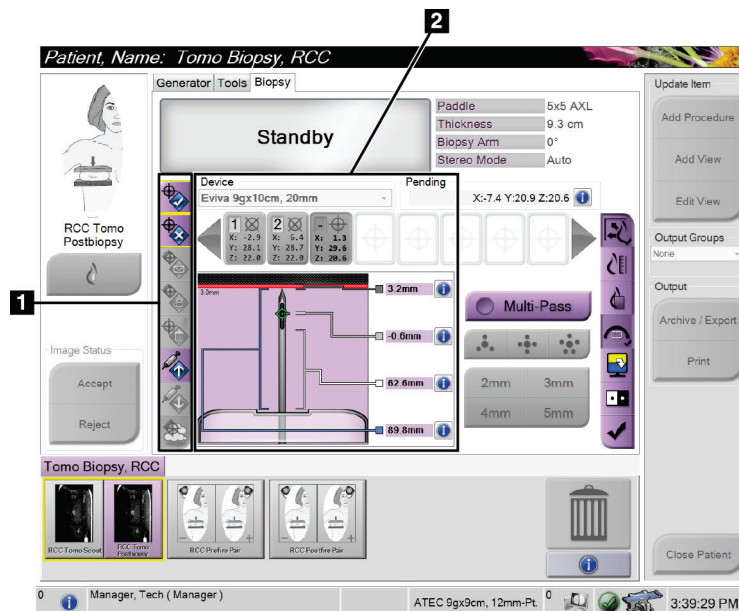 2
Patient, Name: Tomo Biopsy, RCC
Generator Tools Biopsy
Standby
Paddle 5x5 AXL
Thickness 9.3 cm
Biopsy Arm 0°
Stereo Mode Auto
Update Item
Add Procedure
Add View
Edit View
Output Groups
None
Output
Archive / Export
Print
Close Patient
RCC Tomo
Postbiopsy
Image Status
Accept
Reject
1
Device Pending
Eviva 9gx10cm, 20mm X:-7.4 Y:20.9 Z:20.6
1 2 -
X: -2.9 X: 6.4 X: 1.3
Y: 28.1 Y: 28.7 Y: 29.6
Z: 22.0 Z: 22.0 Z: 20.6
3.0mm
3.2mm
-0.6mm
62.6mm
89.8mm
Multi-Pass
2mm 3mm
4mm 5mm
Tomo Biopsy, RCC
RCC Tomo Scout RCC Tomo Postbiopsy RCC Prefire Pair RCC Postfire Pair
0 Manager, Tech ( Manager ) ATEC 9gx9cm, 12mm-Pt. 0 3:39:29 PM